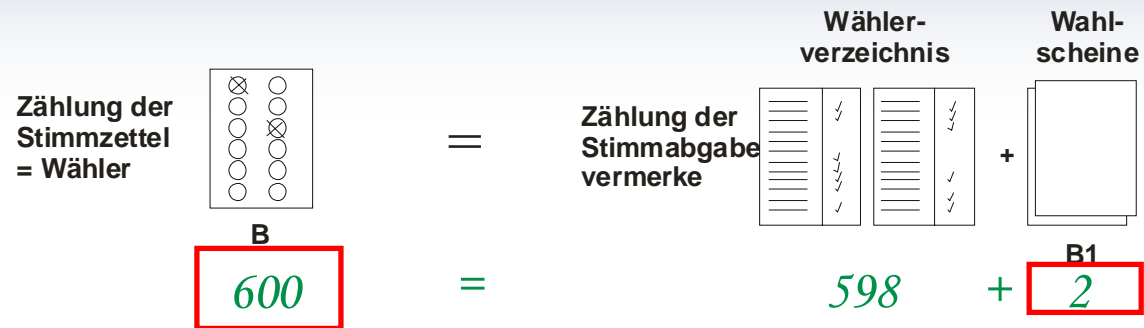 Wähler-
verzeichnis
Wahl-
scheine
Zählung der
Stimmzettel
= Wähler
=
Zählung der
Stimmabgabe
vermerke
+
B
B1
600 = 598 + 2